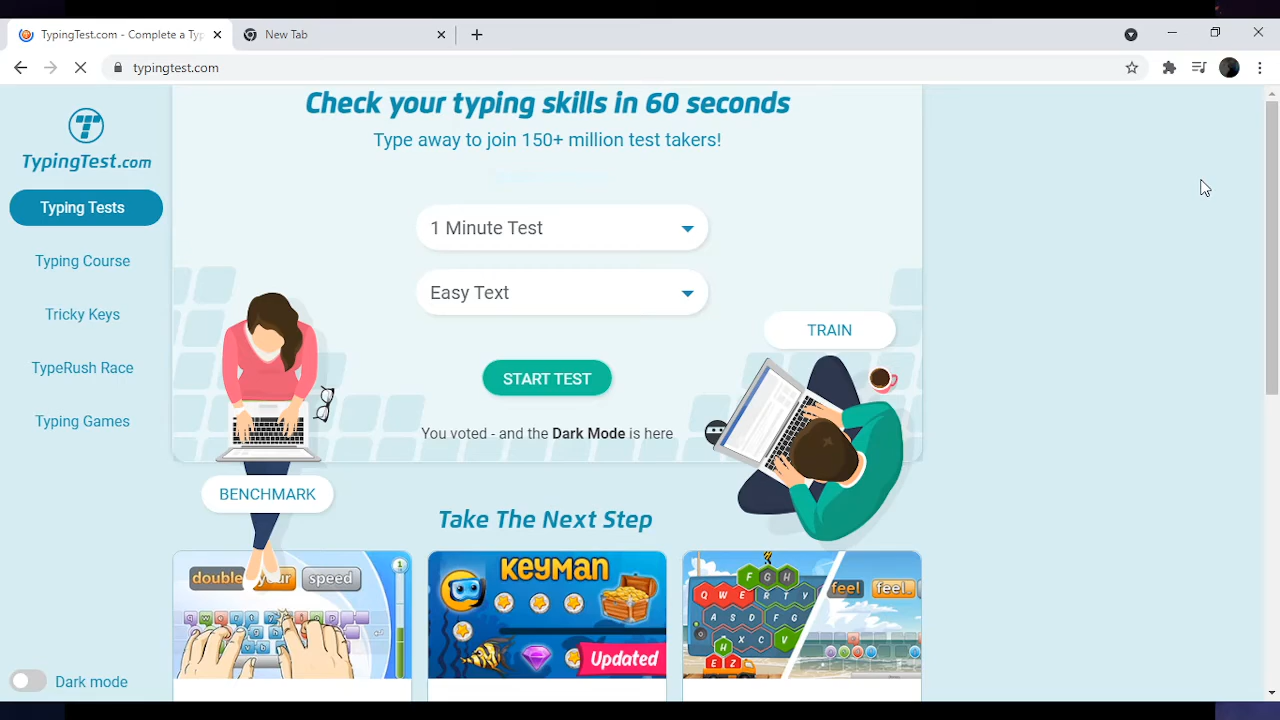 TypingTest.com - Complete a Typ
New Tab
typingtest.com
TypingTest.com
Typing Tests
Typing Course
Tricky Keys
TypeRush Race
Typing Games
Dark mode
Check your typing skills in 60 seconds
Type away to join 150+ million test takers!
1 Minute Test
Easy Text
START TEST
You voted - and the Dark Mode is here
BENCHMARK
TRAIN
Take The Next Step
double your speed
KEYMAN
Updated
F G H
Q W E R T Y
A S D F G
X C V
H
E Z
feel feel.